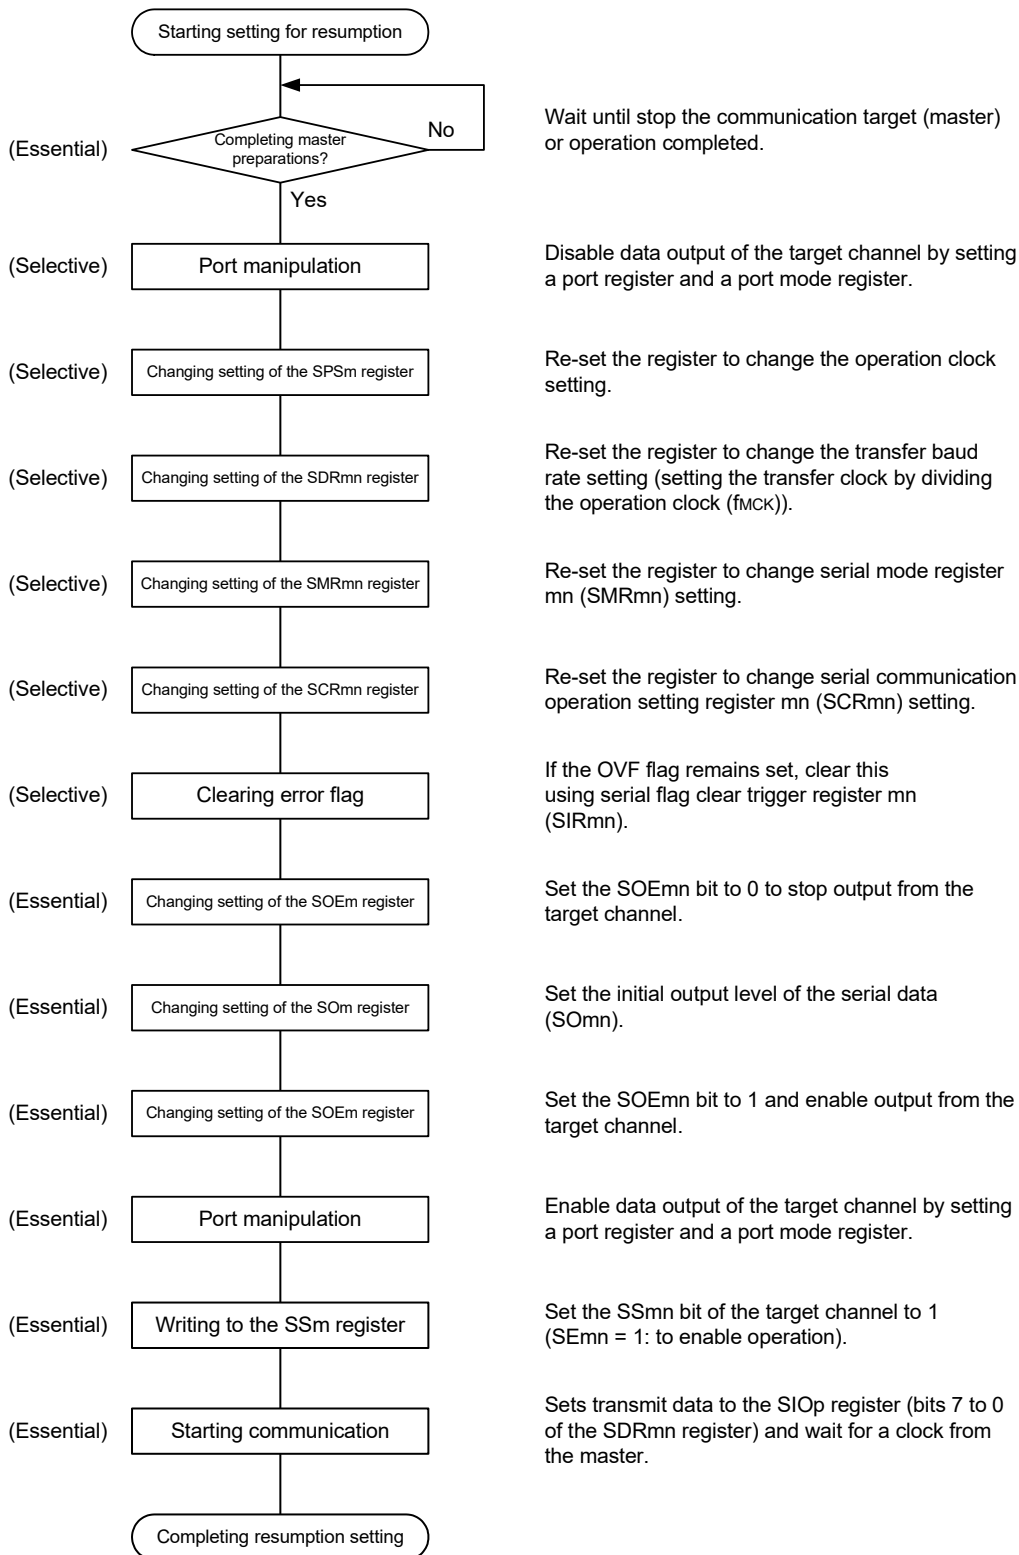 Starting setting for resumption
(Essential)
Completing master
preparations?
No
Yes
Wait until stop the communication target (master)
or operation completed.
(Selective)
Port manipulation
Disable data output of the target channel by setting
a port register and a port mode register.
(Selective)
Changing setting of the SPSm register
Re-set the register to change the operation clock
setting.
(Selective)
Changing setting of the SDRmn register
Re-set the register to change the transfer baud
rate setting (setting the transfer clock by dividing
the operation clock (fMCK)).
(Selective)
Changing setting of the SMRmn register
Re-set the register to change serial mode register
mn (SMRmn) setting.
(Selective)
Changing setting of the SCRmn register
Re-set the register to change serial communication
operation setting register mn (SCRmn) setting.
(Selective)
Clearing error flag
If the OVF flag remains set, clear this
using serial flag clear trigger register mn
(SIRmn).
(Essential)
Changing setting of the SOEm register
Set the SOEmn bit to 0 to stop output from the
target channel.
(Essential)
Changing setting of the SOm register
Set the initial output level of the serial data
(SOmn).
(Essential)
Changing setting of the SOEm register
Set the SOEmn bit to 1 and enable output from the
target channel.
(Essential)
Port manipulation
Enable data output of the target channel by setting
a port register and a port mode register.
(Essential)
Writing to the SSm register
Set the SSmn bit of the target channel to 1
(SEmn = 1: to enable operation).
(Essential)
Starting communication
Sets transmit data to the SIOp register (bits 7 to 0
of the SDRmn register) and wait for a clock from
the master.
Completing resumption setting